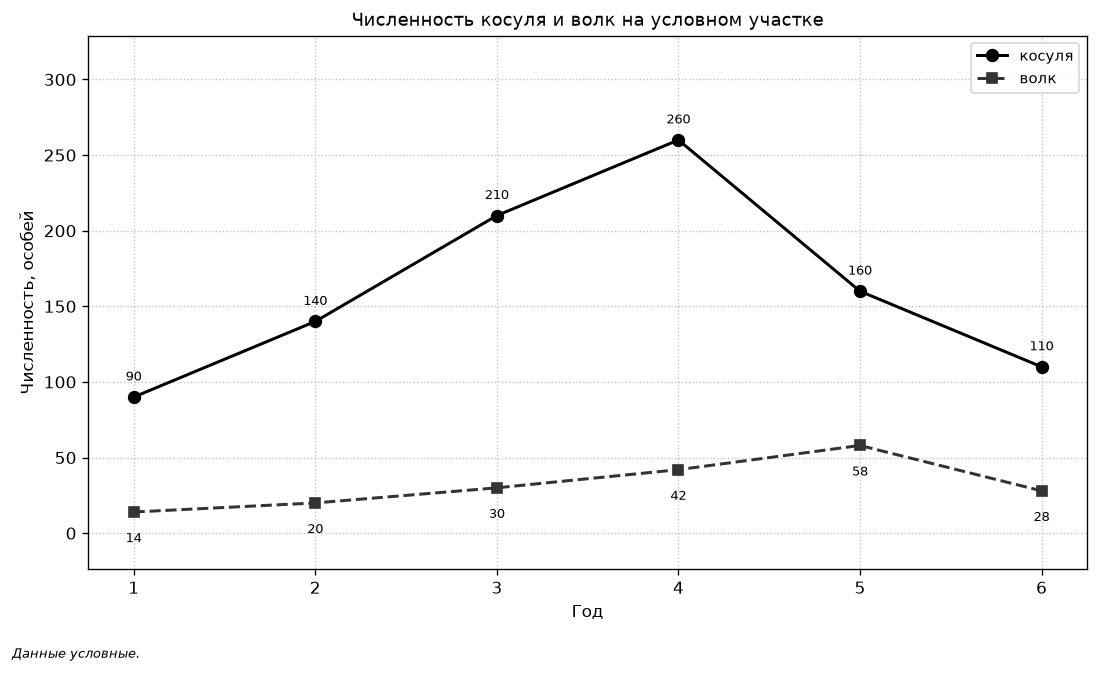 Численность косуля и волк на условном участке
косуля
волк
Численность, особей
300
250
200
150
100
50
0
90
140
210
260
160
110
14
20
30
42
58
28
1 2 3 4 5 6
Год
Данные условные.